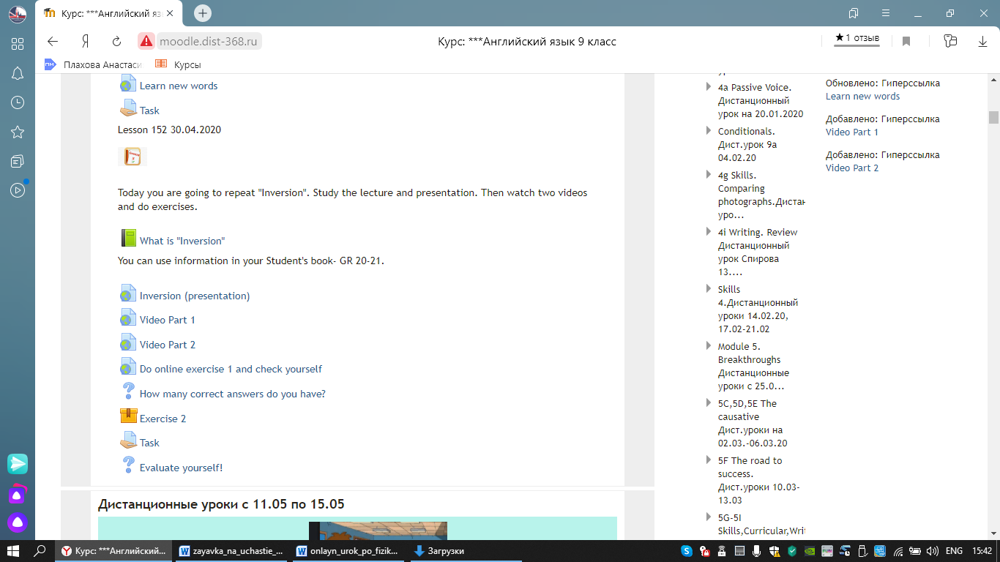 Курс: ***Английский яз
moodle.dist-368.ru
Курс: ***Английский язык 9 класс
★ 1 отзыв
ПМ Плахова Анастаси
Курсы
Learn new words
Task
Lesson 152 30.04.2020
Today you are going to repeat "Inversion". Study the lecture and presentation. Then watch two videos
and do exercises.
What is "Inversion"
You can use information in your Student's book- GR 20-21.
Inversion (presentation)
Video Part 1
Video Part 2
Do online exercise 1 and check yourself
How many correct answers do you have?
Exercise 2
Task
Evaluate yourself!
Дистанционные уроки с 11.05 по 15.05
4a Passive Voice.
Дистанционный
урок на 20.01.2020
Conditionals.
Дист.урок 9а
04.02.20
4g Skills.
Comparing
photographs.Дистан
уро...
4i Writing. Review
Дистанционный
урок Спирова
13....
Skills
4.Дистанционный
уроки 14.02.20,
17.02-21.02
Module 5.
Breakthroughs
Дистанционные
уроки с 25.0...
5C,5D,5E The
causative
Дист.уроки на
02.03.-06.03.20
5F The road to
success.
Дист.уроки 10.03-
13.03
5G-5I
Skills,Curricular,Writ
Обновлено: Гиперссылка
Learn new words
Добавлено: Гиперссылка
Video Part 1
Добавлено: Гиперссылка
Video Part 2
Курс: ***Английский...
zayavka_na_uchastie_...
onlayn_urok_po_fizik...
Загрузки
ENG
15:42